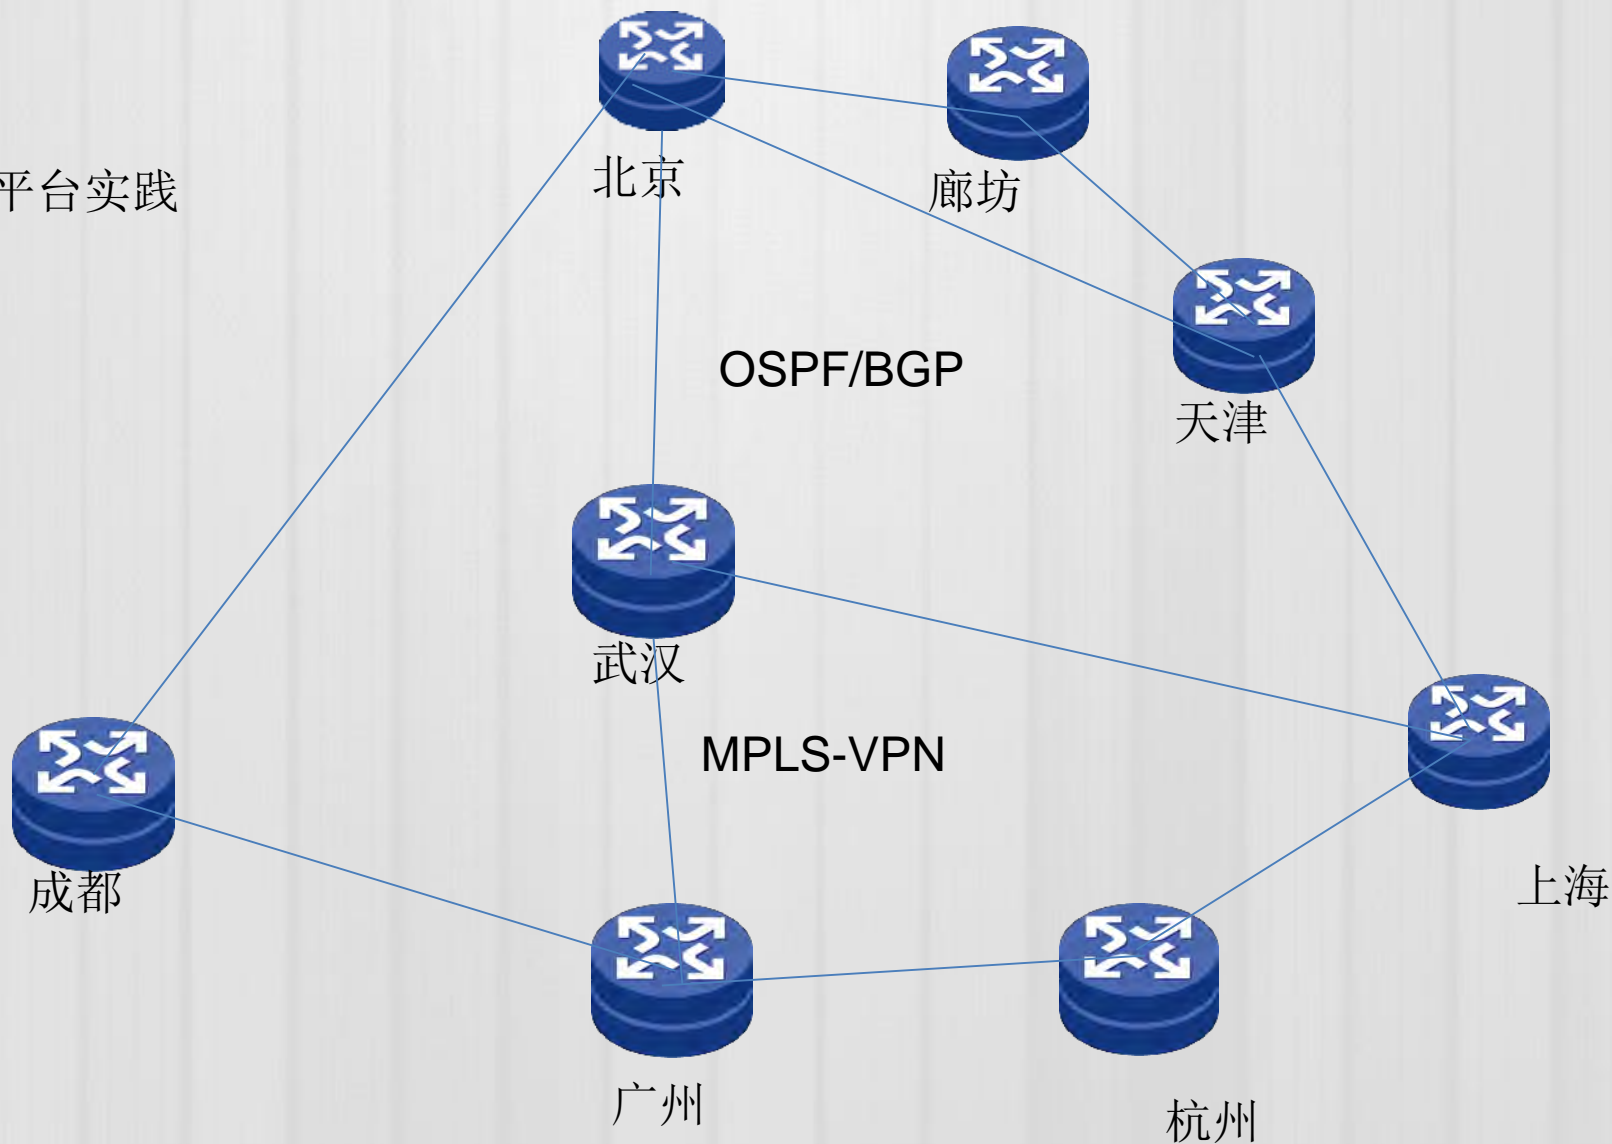 北京
平台实践
廊坊
OSPF/BGP
天津
武汉
MPLS-VPN
成都
上海
广州
杭州